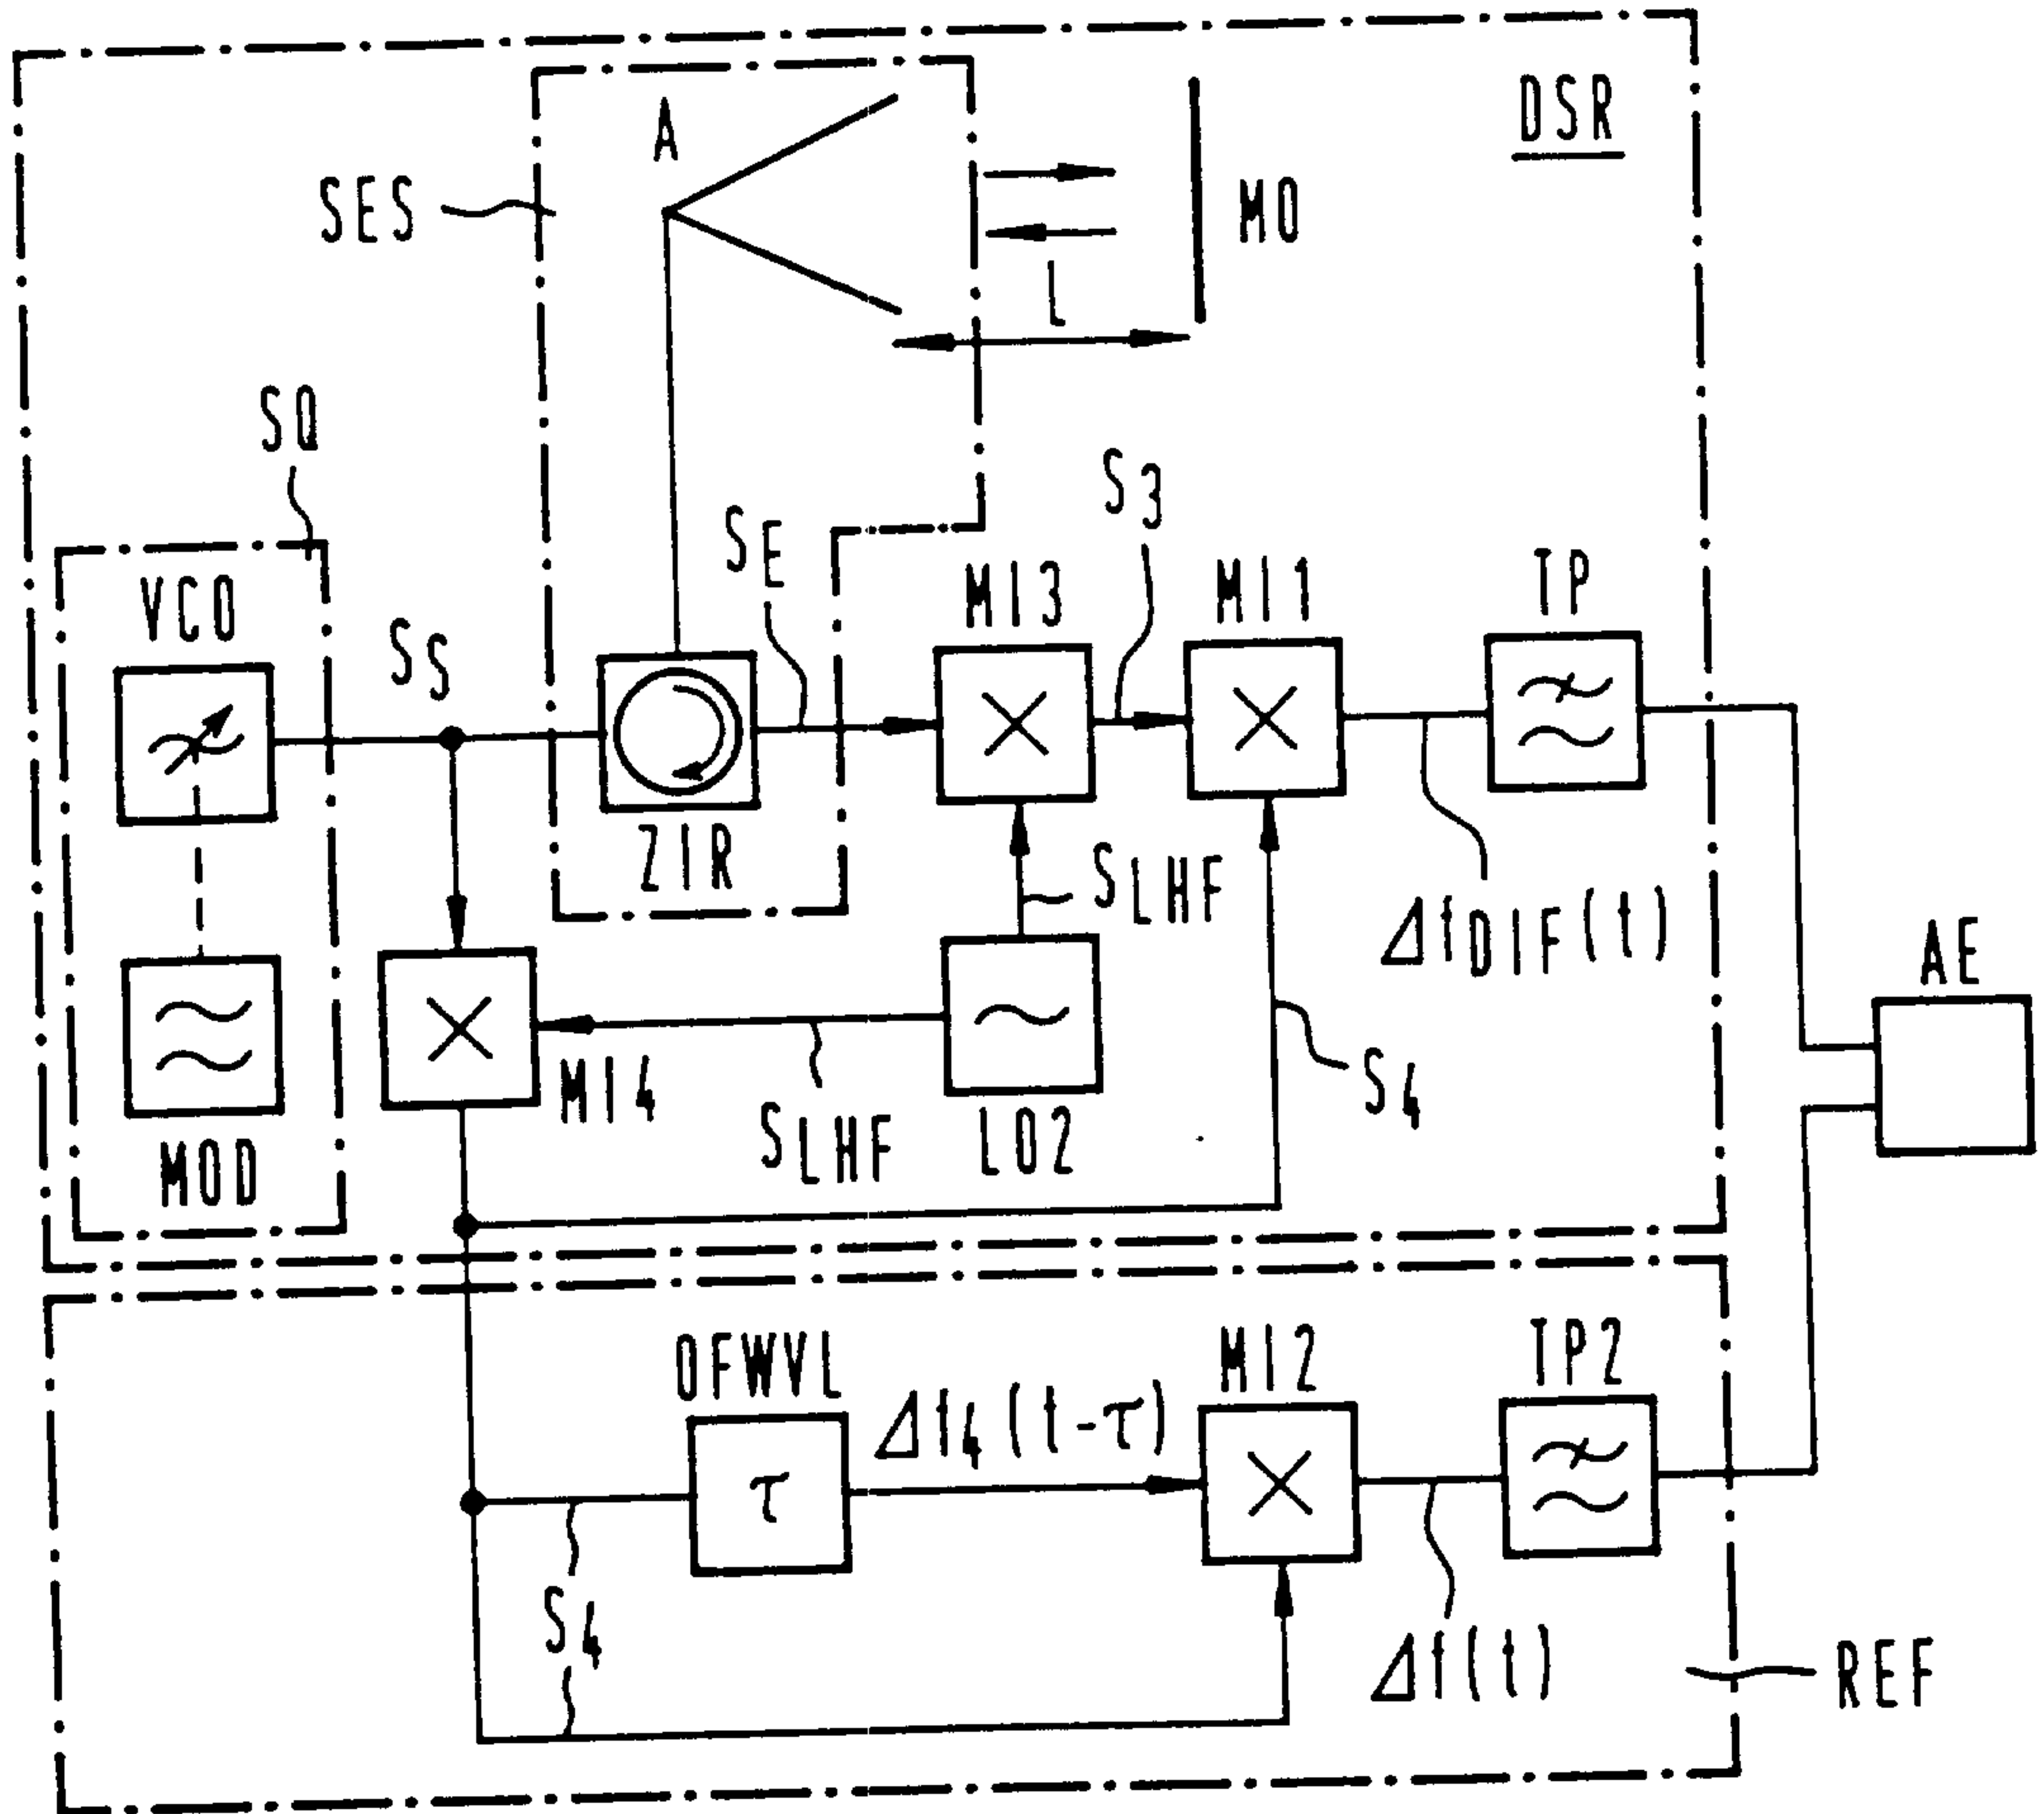 DSR
A
SES
MO
L
SQ
S3
SE
VCO
SS
MI3
MI1
TP
ZIR
SLHF
ΔfDIF(t)
AE
MI4
S4
SLHF
LO2
MOD
OFWVL
Δf4(t-τ)
MI2
TP2
τ
S4
Δf(t)
REF